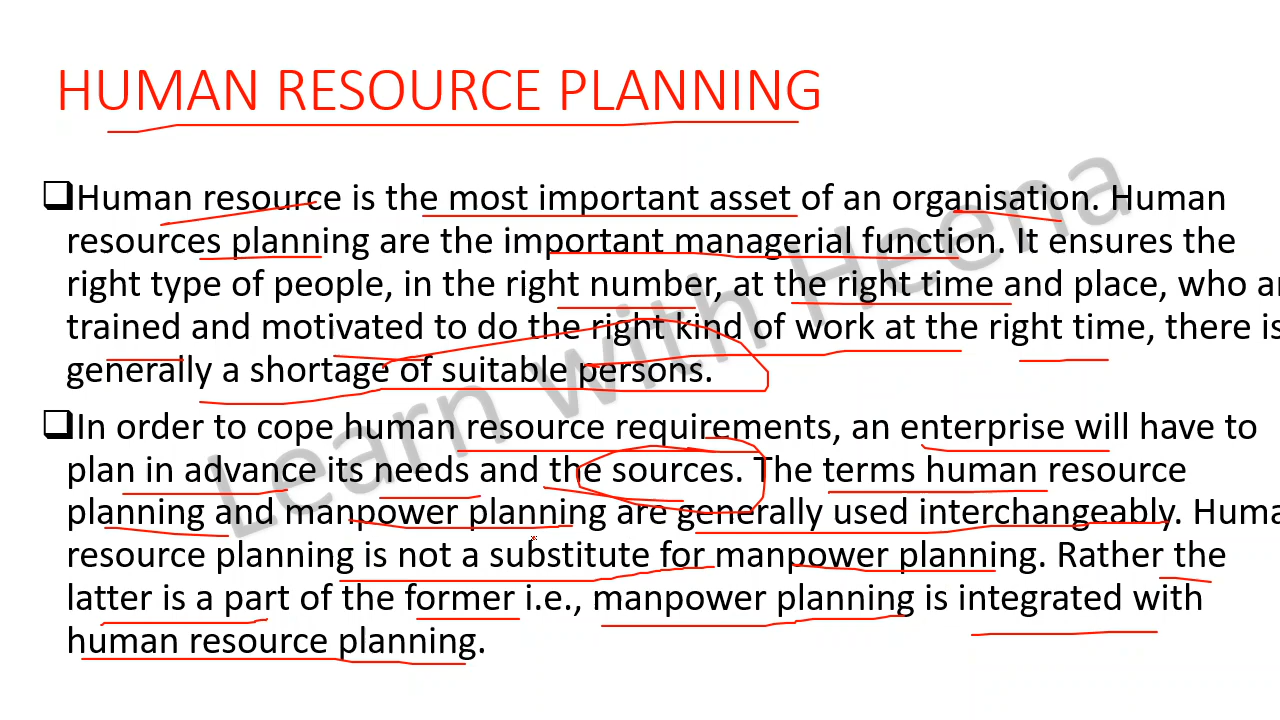 HUMAN RESOURCE PLANNING
Human resource is the most important asset of an organisation. Human
resources planning are the important managerial function. It ensures the
right type of people, in the right number, at the right time and place, who
trained and motivated to do the right kind of work at the right time, there is
generally a shortage of suitable persons.
In order to cope human resource requirements, an enterprise will have to
plan in advance its needs and the sources. The terms human resource
planning and manpower planning are generally used interchangeably.
resource planning is not a substitute for manpower planning. Rather the
latter is a part of the former i.e., manpower planning is integrated with
human resource planning.
Learn with Heena